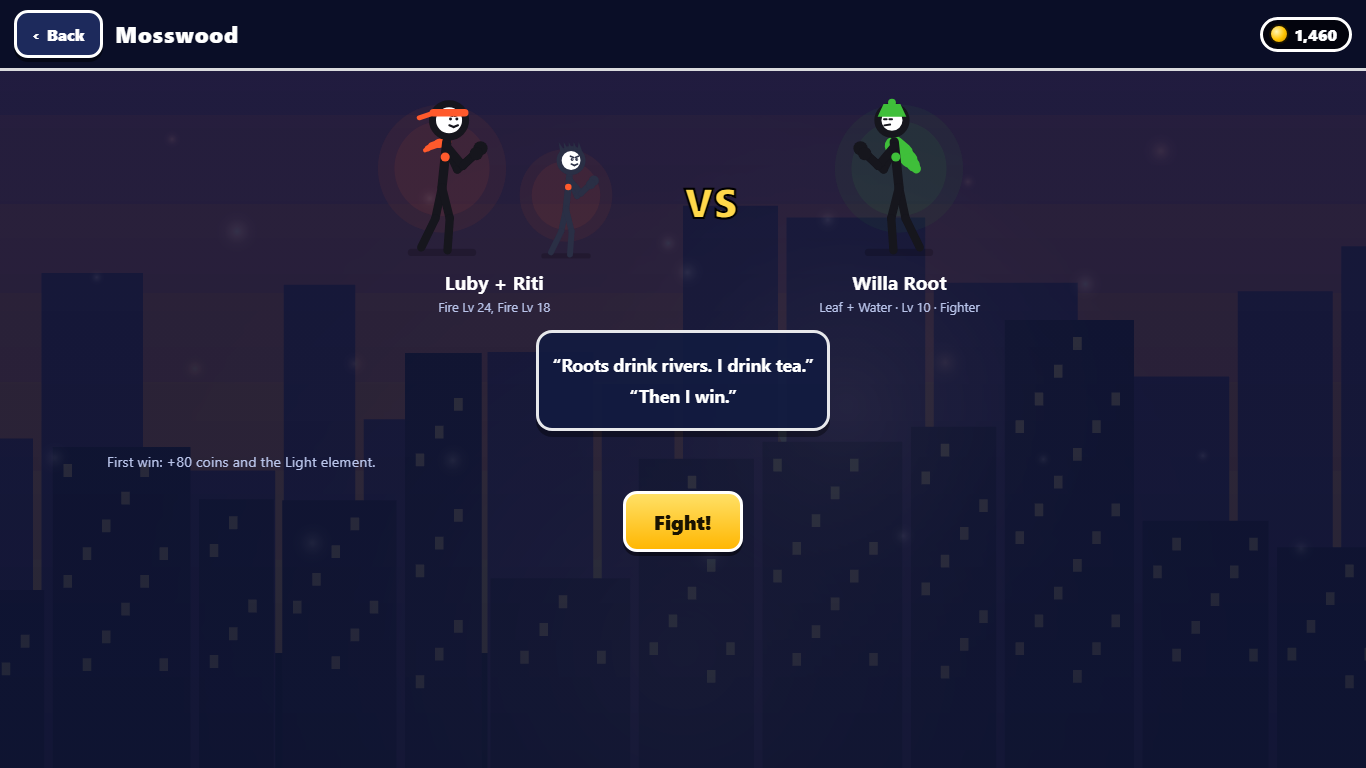 ‹ Back
Mosswood
1,460
VS
Luby + Riti
Fire Lv 24, Fire Lv 18
Willa Root
Leaf + Water · Lv 10 · Fighter
“Roots drink rivers. I drink tea.”
“Then I win.”
First win: +80 coins and the Light element.
Fight!